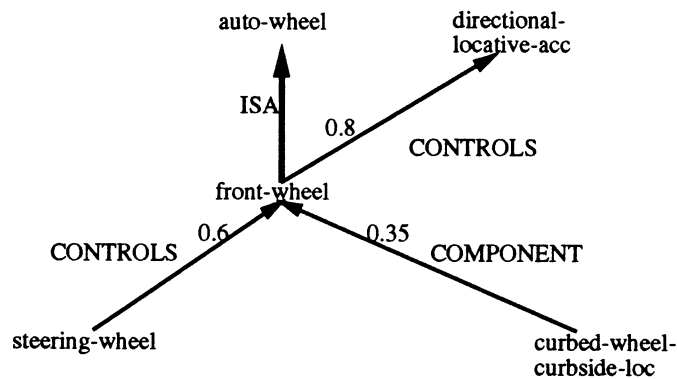 auto-wheel
directional-
locative-acc
ISA
0.8
CONTROLS
front-wheel
CONTROLS
0.6
0.35
COMPONENT
steering-wheel
curbed-wheel-
curbside-loc